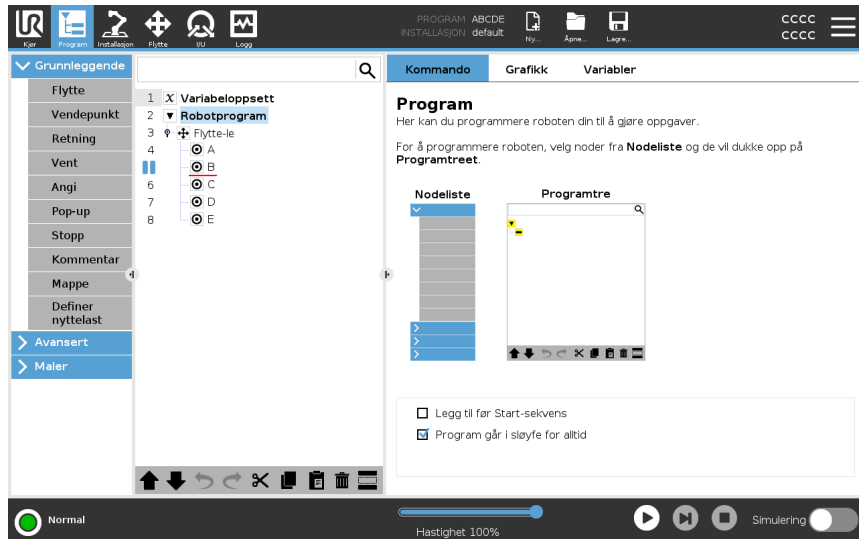 UR
PROGRAM ABCDE
INSTALLASJON default
CCCC
CCCC
Kjør
Program
Installasjon
Flytte
I/U
Logg
Ny...
Åpne...
Lagre...
Grunnleggende
Flytte
Vendepunkt
Retning
Vent
Angi
Pop-up
Stopp
Kommentar
Mappe
Definer
nyttelast
Avansert
Maler
1 X Variabeloppsett
2 Robotprogram
3 Flytte-le
4 A
B
6 C
7 D
8 E
Kommando
Grafikk
Variabler
Program
Her kan du programmere roboten din til å gjøre oppgaver.
For å programmere roboten, velg noder fra Nodeliste og de vil dukke opp på
Programtreet.
Nodeliste
Programtre
Legg til før Start-sekvens
Program går i sløyfe for alltid
Normal
Hastighet 100%
Simulering